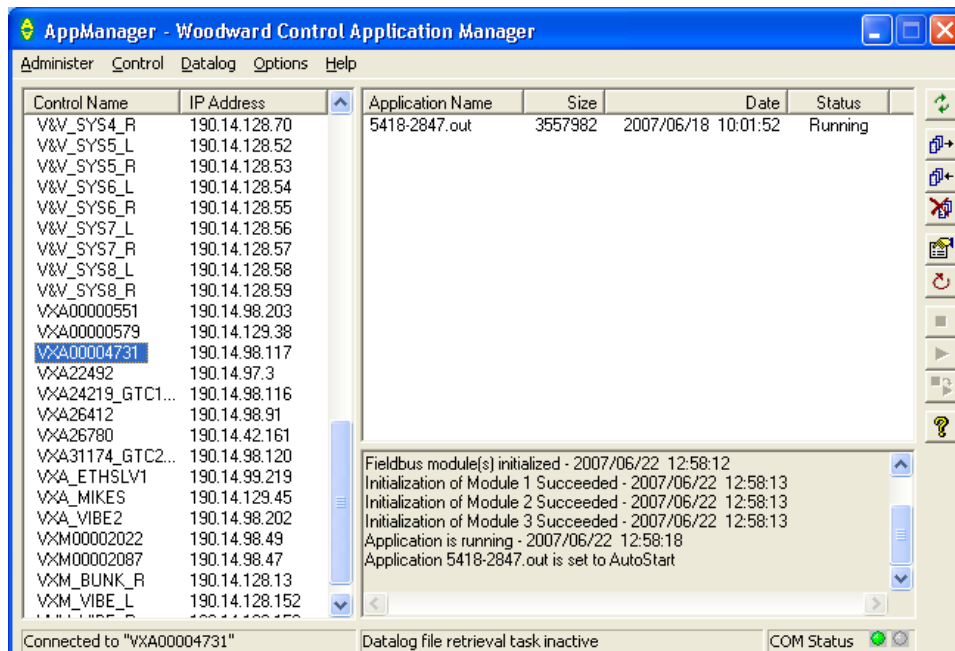 AppManager - Woodward Control Application Manager
Administer Control Datalog Options Help
Control Name IP Address
V&V_SYS4_R 190.14.128.70
V&V_SYS5_L 190.14.128.52
V&V_SYS5_R 190.14.128.53
V&V_SYS6_L 190.14.128.54
V&V_SYS6_R 190.14.128.55
V&V_SYS7_L 190.14.128.56
V&V_SYS7_R 190.14.128.57
V&V_SYS8_L 190.14.128.58
V&V_SYS8_R 190.14.128.59
VXA00000551 190.14.98.203
VXA00000579 190.14.129.38
VXA00004731 190.14.98.117
VXA22492 190.14.97.3
VXA24219_GTC1... 190.14.98.116
VXA26412 190.14.98.91
VXA26780 190.14.42.161
VXA31174_GTC2... 190.14.98.120
VXA_ETHSLV1 190.14.99.219
VXA_MIKES 190.14.129.45
VXA_VIBE2 190.14.98.202
VXM00002022 190.14.98.49
VXM00002087 190.14.98.47
VXM_BUNK_R 190.14.128.13
VXM_VIBE_L 190.14.128.152
Application Name Size Date Status
5418-2847.out 3557982 2007/06/18 10:01:52 Running
Fieldbus module(s) initialized - 2007/06/22 12:58:12
Initialization of Module 1 Succeeded - 2007/06/22 12:58:13
Initialization of Module 2 Succeeded - 2007/06/22 12:58:13
Initialization of Module 3 Succeeded - 2007/06/22 12:58:13
Application is running - 2007/06/22 12:58:18
Application 5418-2847.out is set to AutoStart
Connected to "VXA00004731" Datalog file retrieval task inactive COM Status